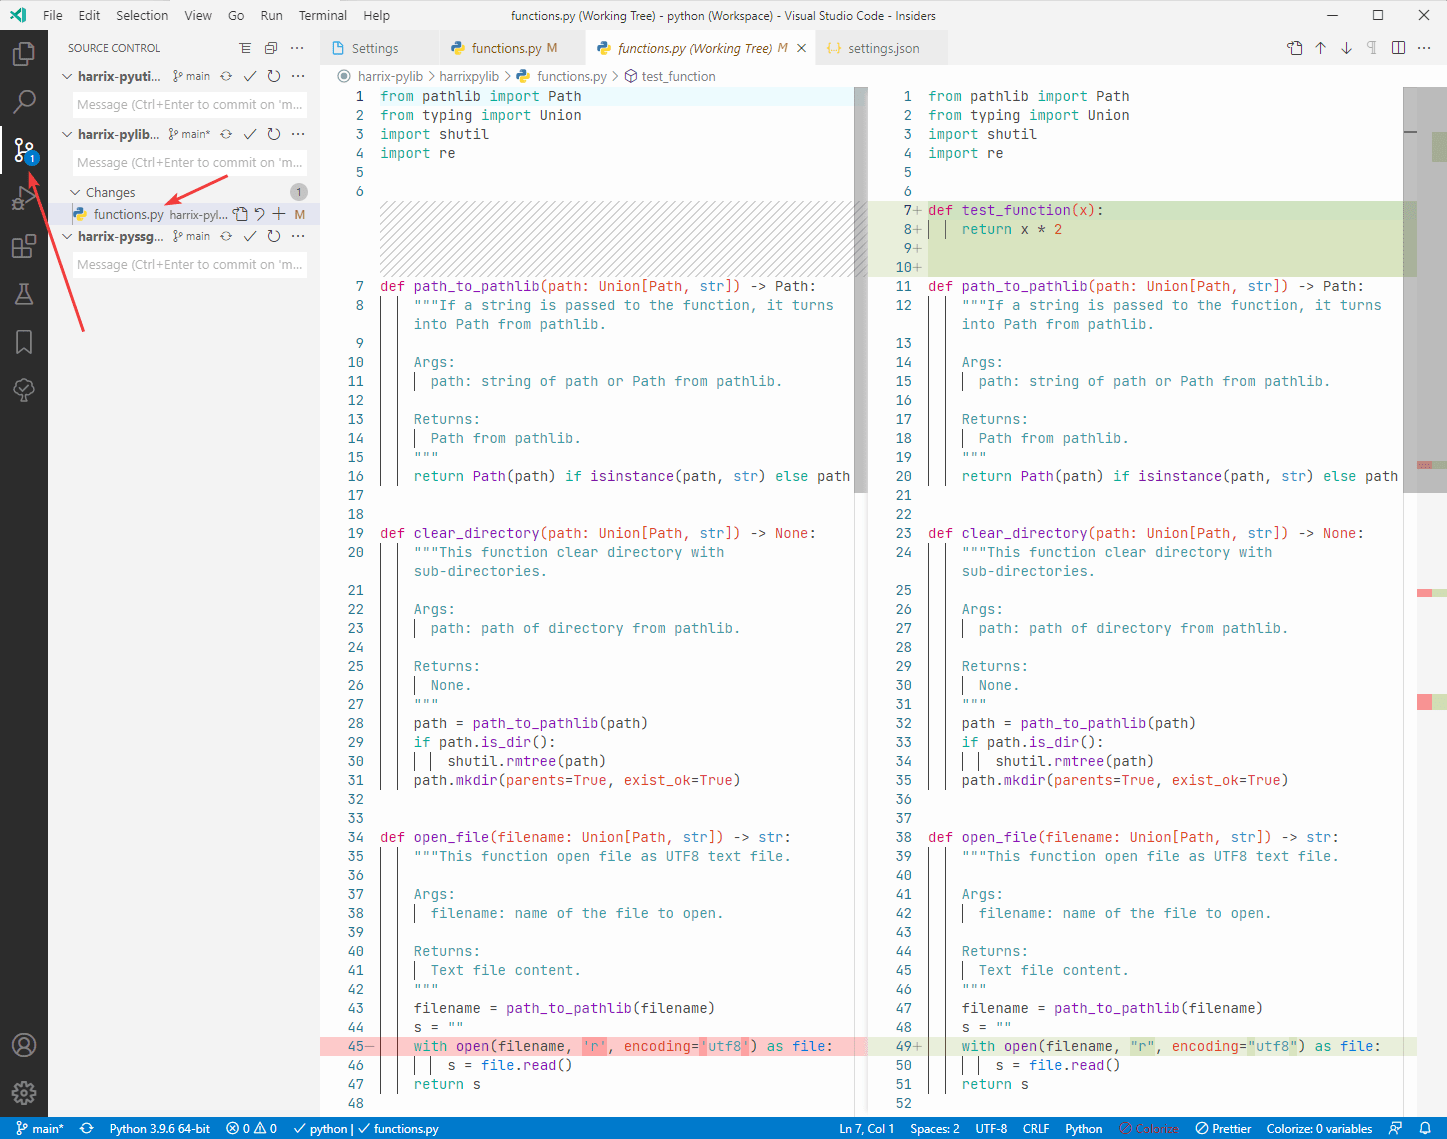 File Edit Selection View Go Run Terminal Help
functions.py (Working Tree) - python (Workspace) - Visual Studio Code - Insiders
SOURCE CONTROL
harrix-pyuti... main
Message (Ctrl+Enter to commit on 'm...
harrix-pylib... main*
Message (Ctrl+Enter to commit on 'm...
Changes 1
functions.py harrix-pyl... M
harrix-pyssg... main
Message (Ctrl+Enter to commit on 'm...
1
Settings functions.py M functions.py (Working Tree) M settings.json
harrix-pylib > harrixpylib > functions.py > test_function
1 from pathlib import Path
2 from typing import Union
3 import shutil
4 import re
5
6
7 def path_to_pathlib(path: Union[Path, str]) -> Path:
8 """If a string is passed to the function, it turns
into Path from pathlib.
9
10 Args:
11 path: string of path or Path from pathlib.
12
13 Returns:
14 Path from pathlib.
15 """
16 return Path(path) if isinstance(path, str) else path
17
18
19 def clear_directory(path: Union[Path, str]) -> None:
20 """This function clear directory with
sub-directories.
21
22 Args:
23 path: path of directory from pathlib.
24
25 Returns:
26 None.
27 """
28 path = path_to_pathlib(path)
29 if path.is_dir():
30 shutil.rmtree(path)
31 path.mkdir(parents=True, exist_ok=True)
32
33
34 def open_file(filename: Union[Path, str]) -> str:
35 """This function open file as UTF8 text file.
36
37 Args:
38 filename: name of the file to open.
39
40 Returns:
41 Text file content.
42 """
43 filename = path_to_pathlib(filename)
44 s = ""
45— with open(filename, 'r', encoding='utf8') as file:
46 s = file.read()
47 return s
48
1 from pathlib import Path
2 from typing import Union
3 import shutil
4 import re
5
6
7+ def test_function(x):
8+ return x * 2
9+
10+
11 def path_to_pathlib(path: Union[Path, str]) -> Path:
12 """If a string is passed to the function, it turns
into Path from pathlib.
13
14 Args:
15 path: string of path or Path from pathlib.
16
17 Returns:
18 Path from pathlib.
19 """
20 return Path(path) if isinstance(path, str) else path
21
22
23 def clear_directory(path: Union[Path, str]) -> None:
24 """This function clear directory with
sub-directories.
25
26 Args:
27 path: path of directory from pathlib.
28
29 Returns:
30 None.
31 """
32 path = path_to_pathlib(path)
33 if path.is_dir():
34 shutil.rmtree(path)
35 path.mkdir(parents=True, exist_ok=True)
36
37
38 def open_file(filename: Union[Path, str]) -> str:
39 """This function open file as UTF8 text file.
40
41 Args:
42 filename: name of the file to open.
43
44 Returns:
45 Text file content.
46 """
47 filename = path_to_pathlib(filename)
48 s = ""
49+ with open(filename, "r", encoding="utf8") as file:
50 s = file.read()
51 return s
52
main* Python 3.9.6 64-bit 0 0 python | functions.py Ln 7, Col 1 Spaces: 2 UTF-8 CRLF Python Colorize Prettier Colorize: 0 variables